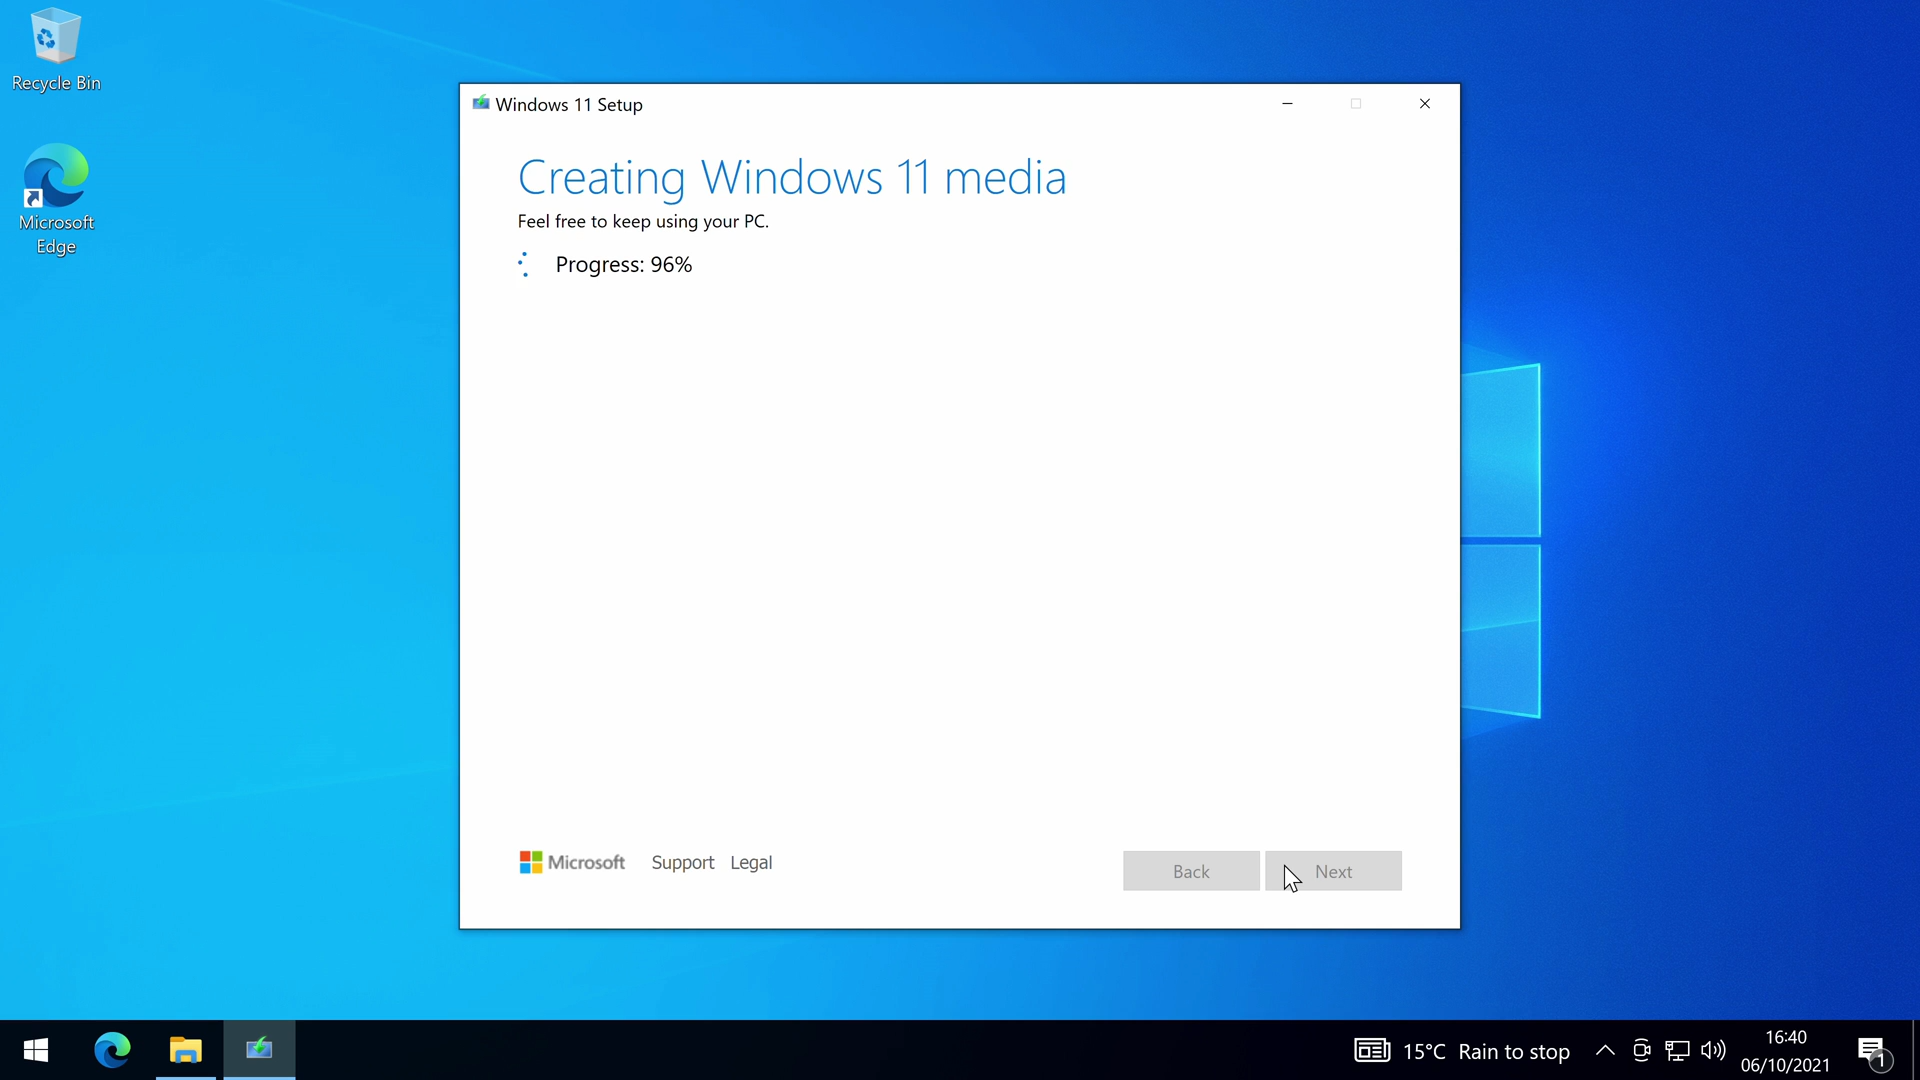 Recycle Bin
Microsoft
Edge
Windows 11 Setup
Creating Windows 11 media
Feel free to keep using your PC.
Progress: 96%
Microsoft Support Legal
Back Next
15°C Rain to stop
16:40
06/10/2021
1